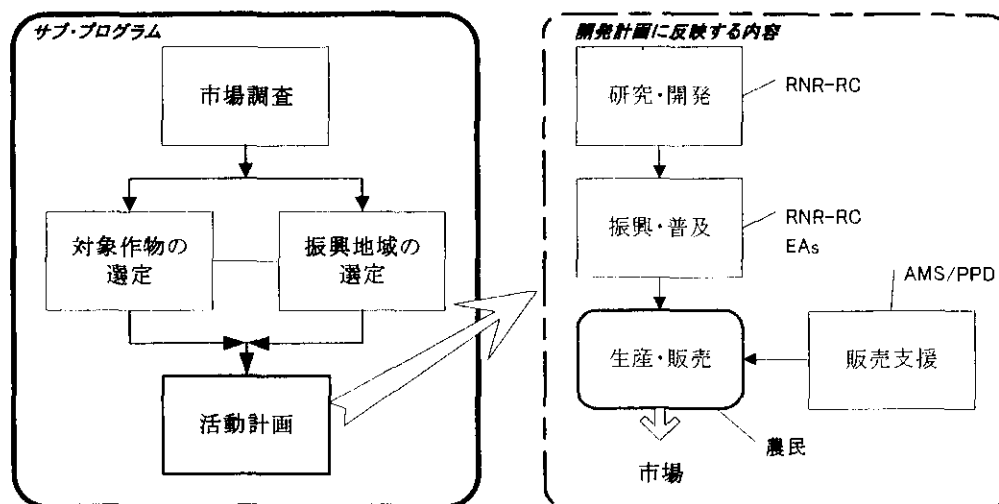 サブ・プログラム
市場調査
対象作物の
選定
振興地域の
選定
活動計画
開発計画に反映する内容
研究・開発
RNR-RC
振興・普及
RNR-RC
EAs
AMS/PPD
生産・販売
販売支援
農民
市場